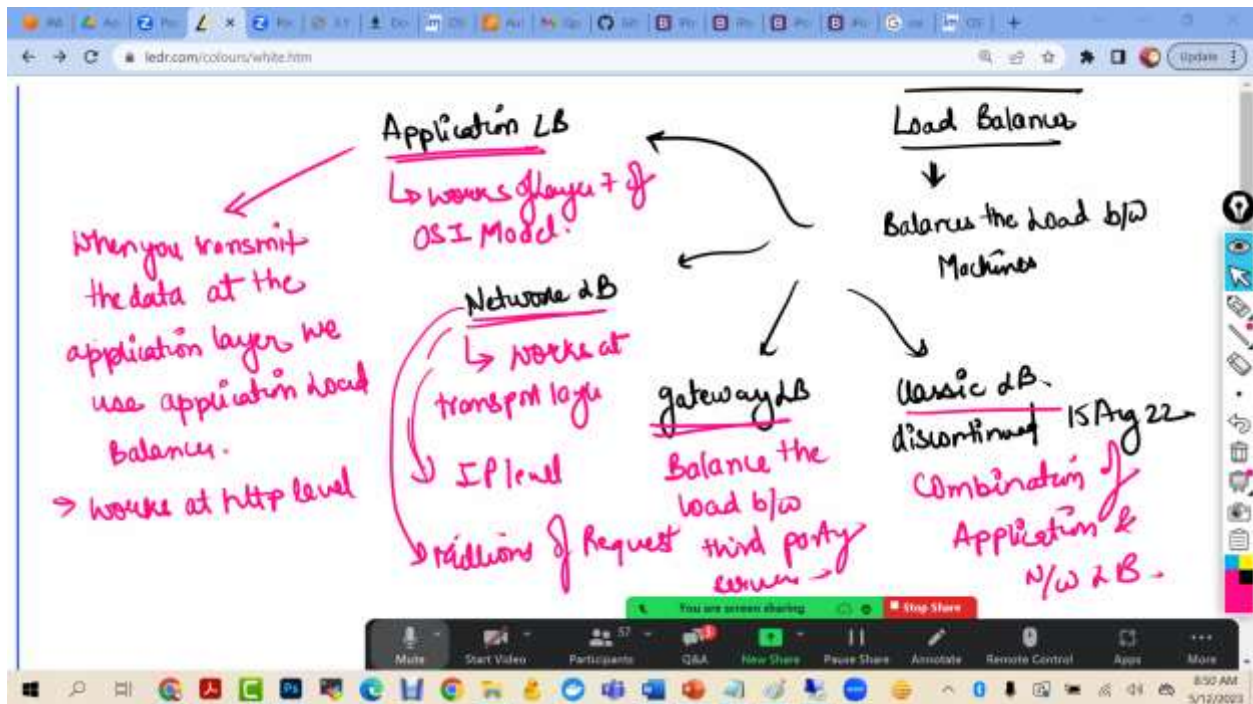 ledr.com/colours/white.htm
Update
Load Balancer
Balances the Load b/w
Machines
Application LB
↳ works of layer 7 of
OSI Model.
When you transmit
the data at the
application layer, we
use application Load
Balancer.
→ works at http level
Network LB
↳ works at
transport layer
IP level
Millions of Request
gateway LB
Balance the
Load b/w
third party
server
Classic LB.
discontinued 15 Aug 22
Combination of
Application &
N/w LB.
You are screen sharing
Stop Share
Mute
Start Video
57
Participants
Q&A
New Share
Pause Share
Annotate
Remote Control
Apps
More
8:50 AM
5/12/2023